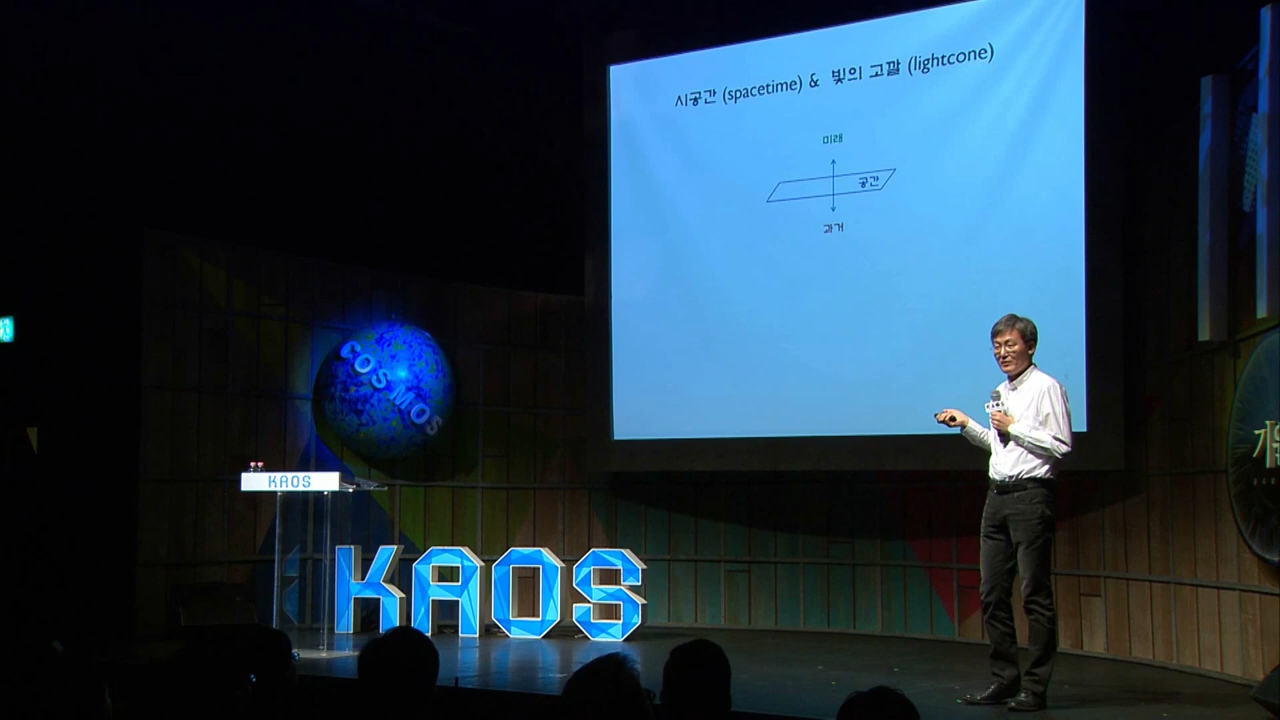 시공간 (spacetime) & 빛의 고깔 (lightcone)
미래
공간
과거
COSMOS
KAOS
KAOS